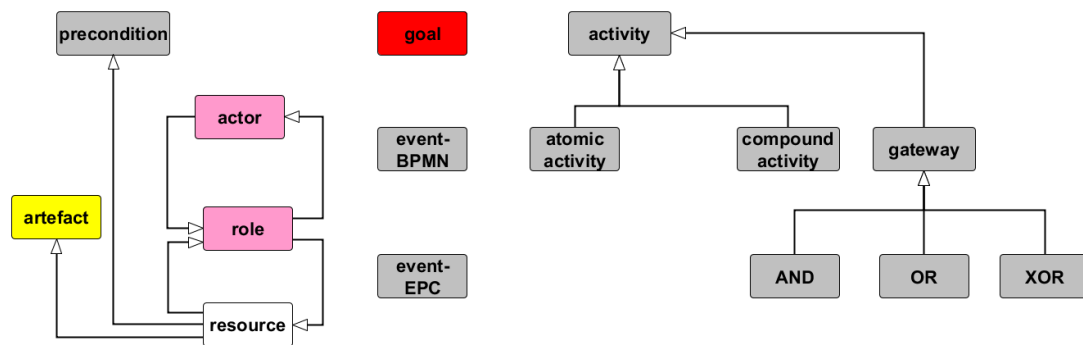 precondition
goal
activity
actor
event-
BPMN
atomic
activity
compound
activity
gateway
artefact
role
event-
EPC
AND
OR
XOR
resource